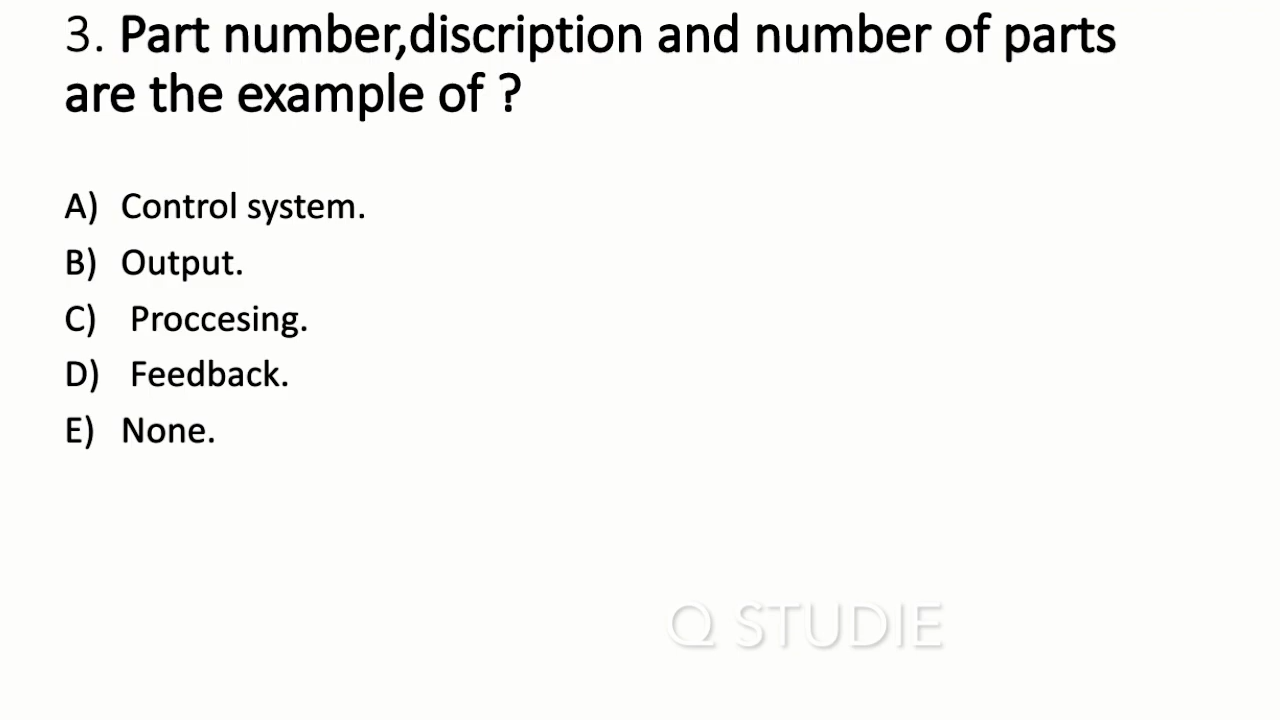 3. Part number,discription and number of parts
are the example of ?
A) Control system.
B) Output.
C) Proccesing.
D) Feedback.
E) None.
Q STUDIE